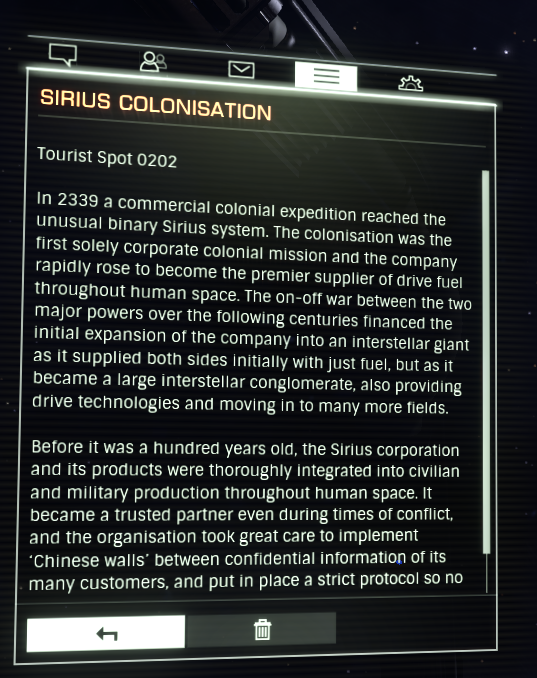 SIRIUS COLONISATION
Tourist Spot 0202
In 2339 a commercial colonial expedition reached the
unusual binary Sirius system. The colonisation was the
first solely corporate colonial mission and the company
rapidly rose to become the premier supplier of drive fuel
throughout human space. The on-off war between the two
major powers over the following centuries financed the
initial expansion of the company into an interstellar giant
as it supplied both sides initially with just fuel, but as it
became a large interstellar conglomerate, also providing
drive technologies and moving in to many more fields.
Before it was a hundred years old, the Sirius corporation
and its products were thoroughly integrated into civilian
and military production throughout human space. It
became a trusted partner even during times of conflict,
and the organisation took great care to implement
‘Chinese walls’ between confidential information of its
many customers, and put in place a strict protocol so no